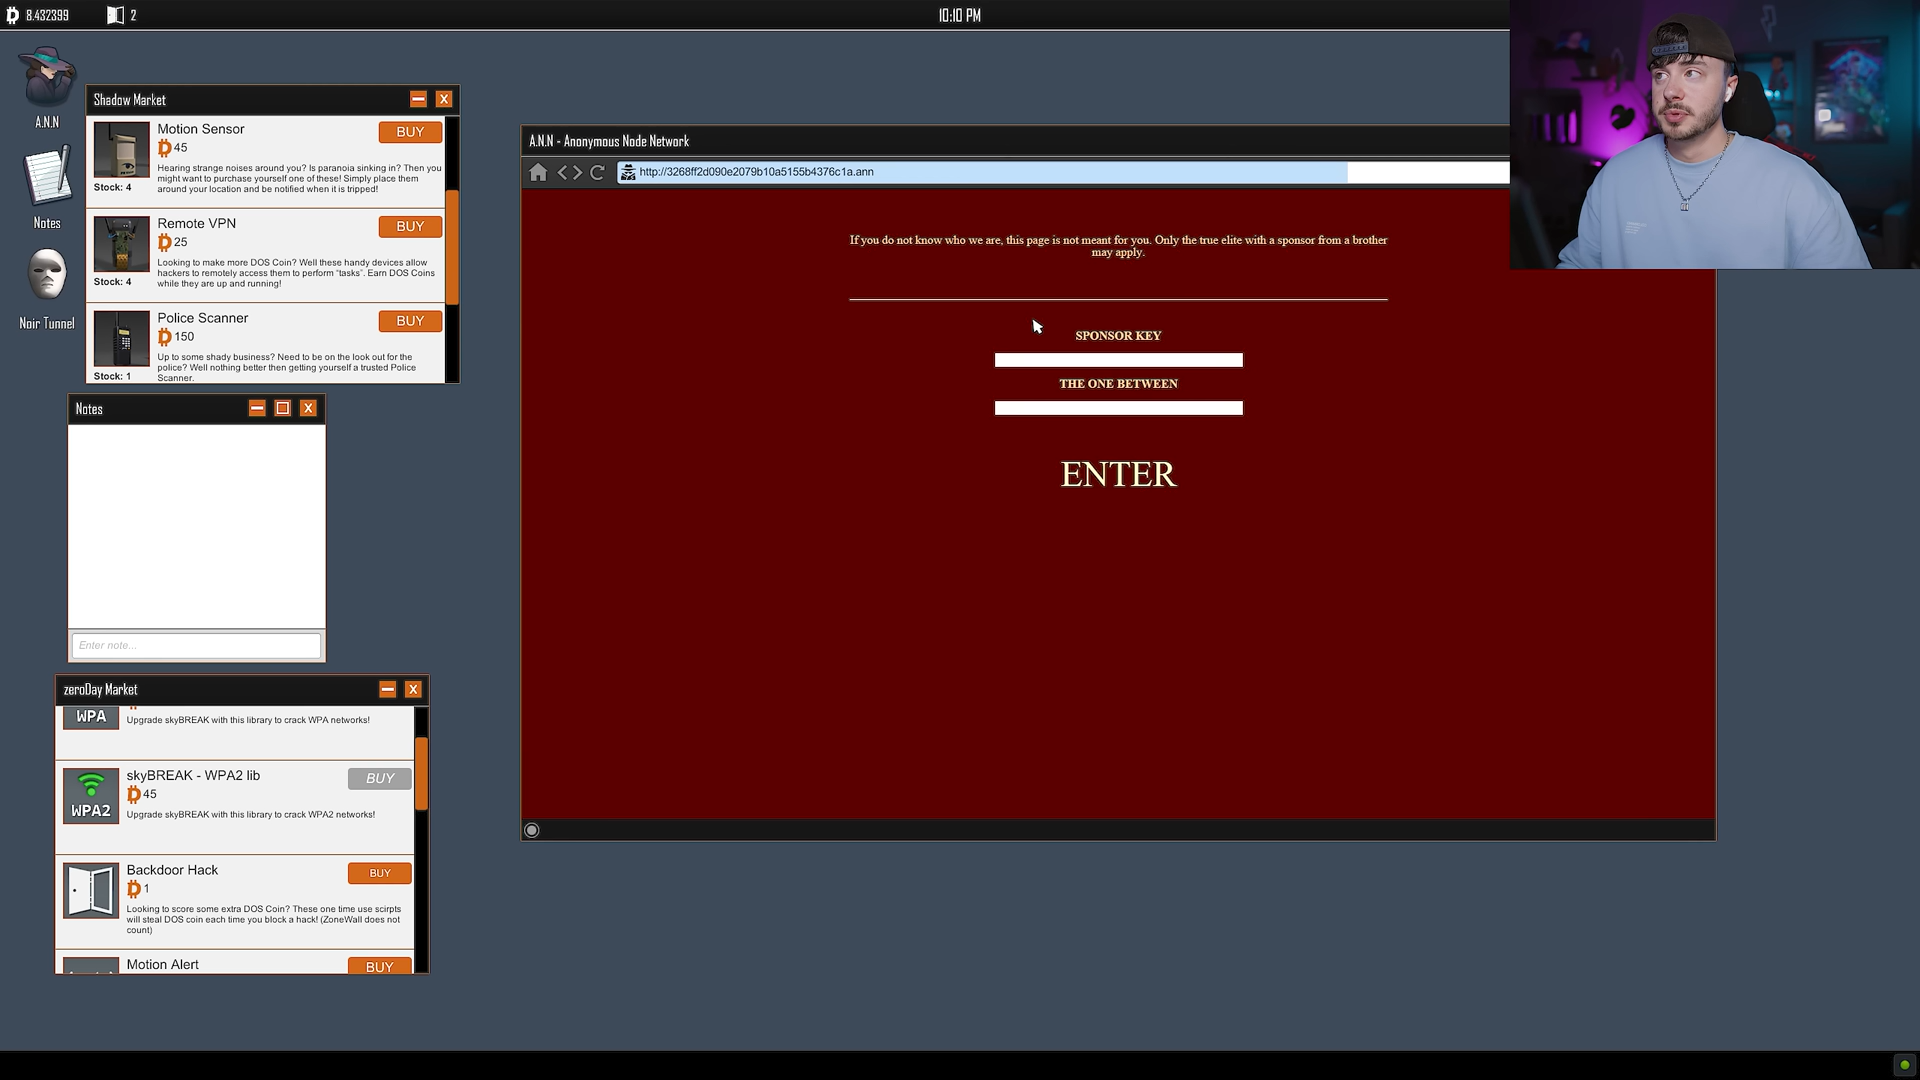 8.432399
2
10:10 PM
A.N.N
Notes
Noir Tunnel
Shadow Market
Motion Sensor
BUY
45
Hearing strange noises around you? Is paranoia sinking in? Then you
might want to purchase yourself one of these! Simply place them
around your location and be notified when it is tripped!
Stock: 4
Remote VPN
BUY
25
Looking to make more DOS Coin? Well these handy devices allow
hackers to remotely access them to perform "tasks". Earn DOS Coins
while they are up and running!
Stock: 4
Police Scanner
BUY
150
Up to some shady business? Need to be on the look out for the
police? Well nothing better then getting yourself a trusted Police
Scanner.
Stock: 1
Notes
Enter note...
zeroDay Market
WPA
Upgrade skyBREAK with this library to crack WPA networks!
skyBREAK - WPA2 lib
BUY
45
WPA2
Upgrade skyBREAK with this library to crack WPA2 networks!
Backdoor Hack
BUY
1
Looking to score some extra DOS Coin? These one time use scirpts
will steal DOS coin each time you block a hack! (ZoneWall does not
count)
Motion Alert
BUY
A.N.N - Anonymous Node Network
http://3268ff2d090e2079b10a5155b4376c1a.ann
If you do not know who we are, this page is not meant for you. Only the true elite with a sponsor from a brother
may apply.
SPONSOR KEY
THE ONE BETWEEN
ENTER